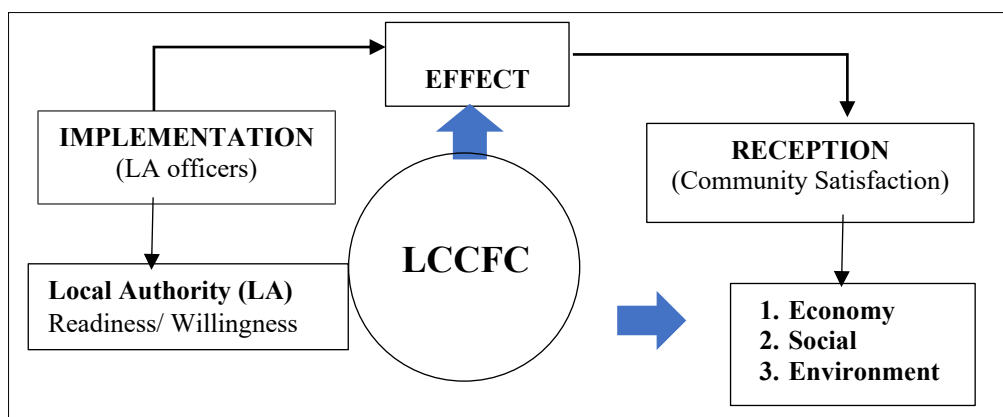 EFFECT
IMPLEMENTATION
(LA officers)
RECEPTION
(Community Satisfaction)
LCCFC
Local Authority (LA)
Readiness/ Willingness
1. Economy
2. Social
3. Environment